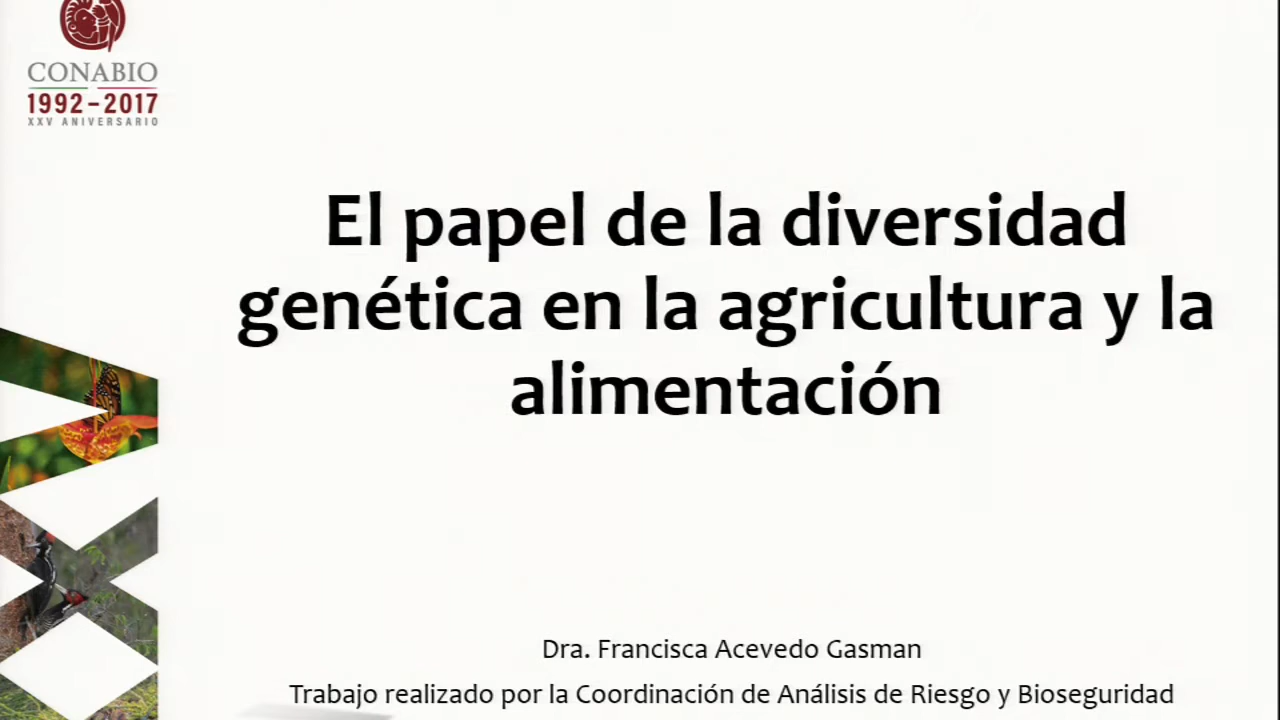 CONABIO
1992-2017
XXV ANIVERSARIO
El papel de la diversidad
genética en la agricultura y la
alimentación
Dra. Francisca Acevedo Gasman
Trabajo realizado por la Coordinación de Análisis de Riesgo y Bioseguridad